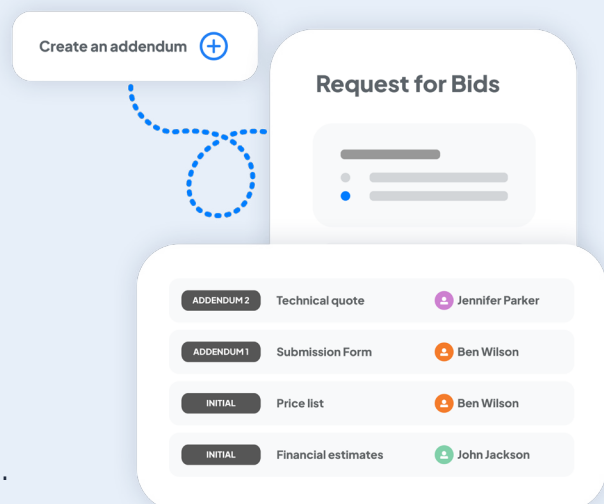 Create an addendum
Request for Bids
ADDENDUM 2 Technical quote Jennifer Parker
ADDENDUM 1 Submission Form Ben Wilson
INITIAL Price list Ben Wilson
INITIAL Financial estimates John Jackson
.